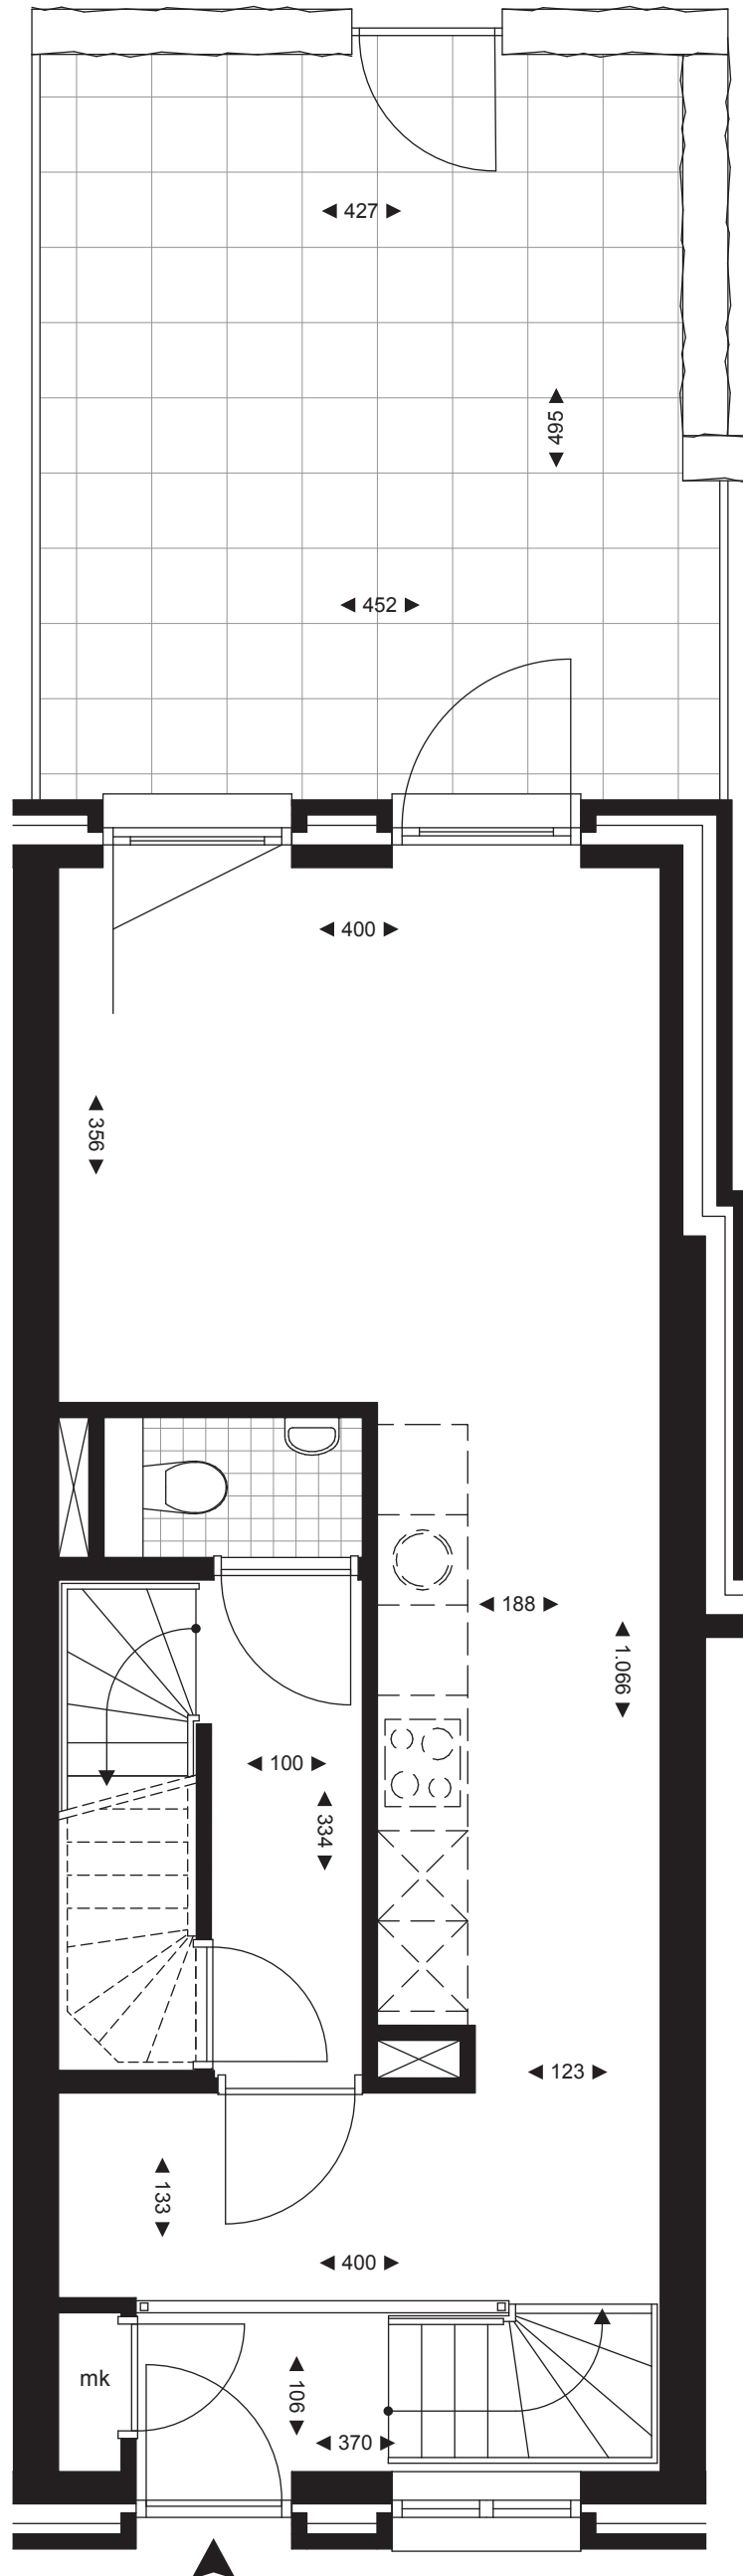 ◄ 427 ►
◄ 495 ►
◄ 452 ►
◄ 400 ►
◄ 356 ►
◄ 188 ►
◄ 1.066 ►
◄ 100 ►
◄ 334 ►
◄ 123 ►
◄ 133 ►
◄ 400 ►
mk
◄ 106 ►
◄ 370 ►